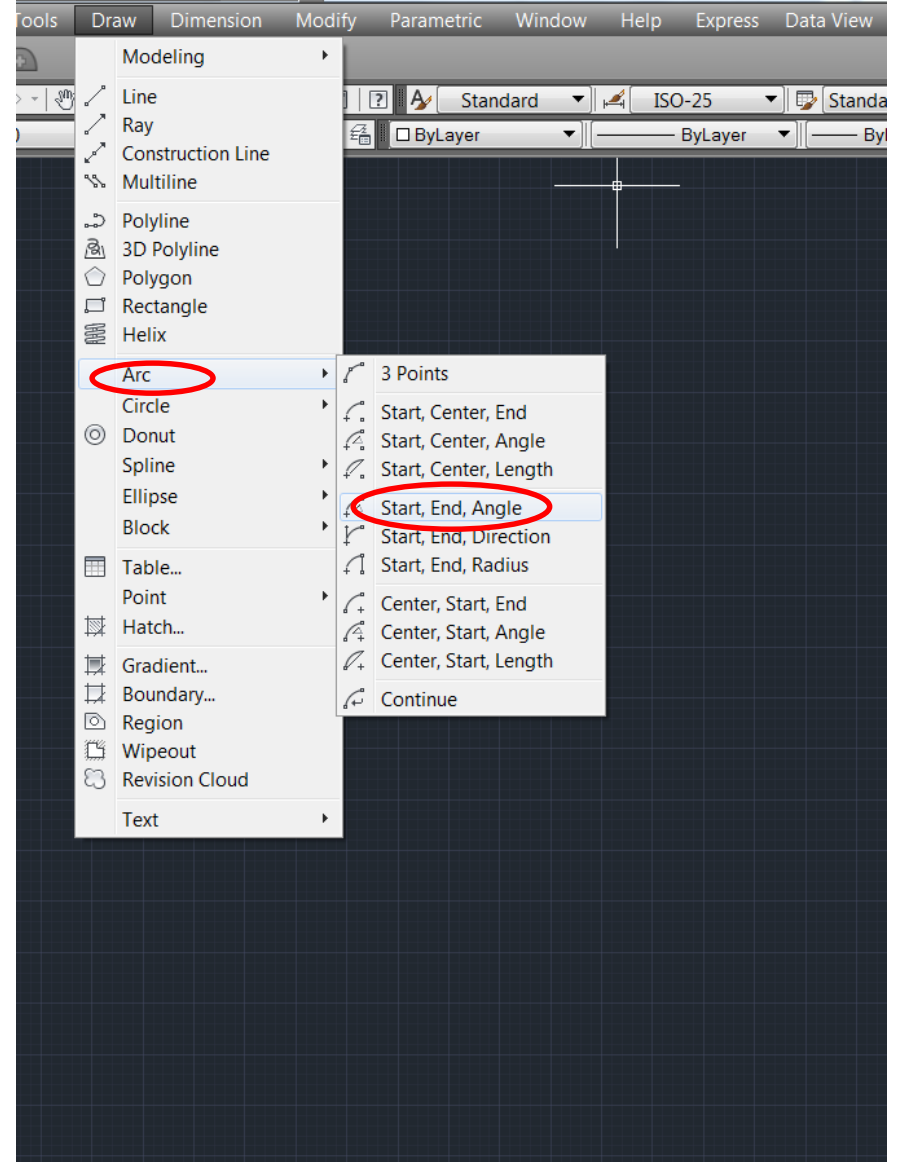 Tools Draw Dimension Modify Parametric Window Help Express Data View
Modeling
? Standard ISO-25 Standa
ByLayer ByLayer
Line
Ray
Construction Line
Multiline
Polyline
3D Polyline
Polygon
Rectangle
Helix
Arc
Circle
Donut
Spline
Ellipse
Block
Table...
Point
Hatch...
Gradient...
Boundary...
Region
Wipeout
Revision Cloud
Text
3 Points
Start, Center, End
Start, Center, Angle
Start, Center, Length
Start, End, Angle
Start, End, Direction
Start, End, Radius
Center, Start, End
Center, Start, Angle
Center, Start, Length
Continue